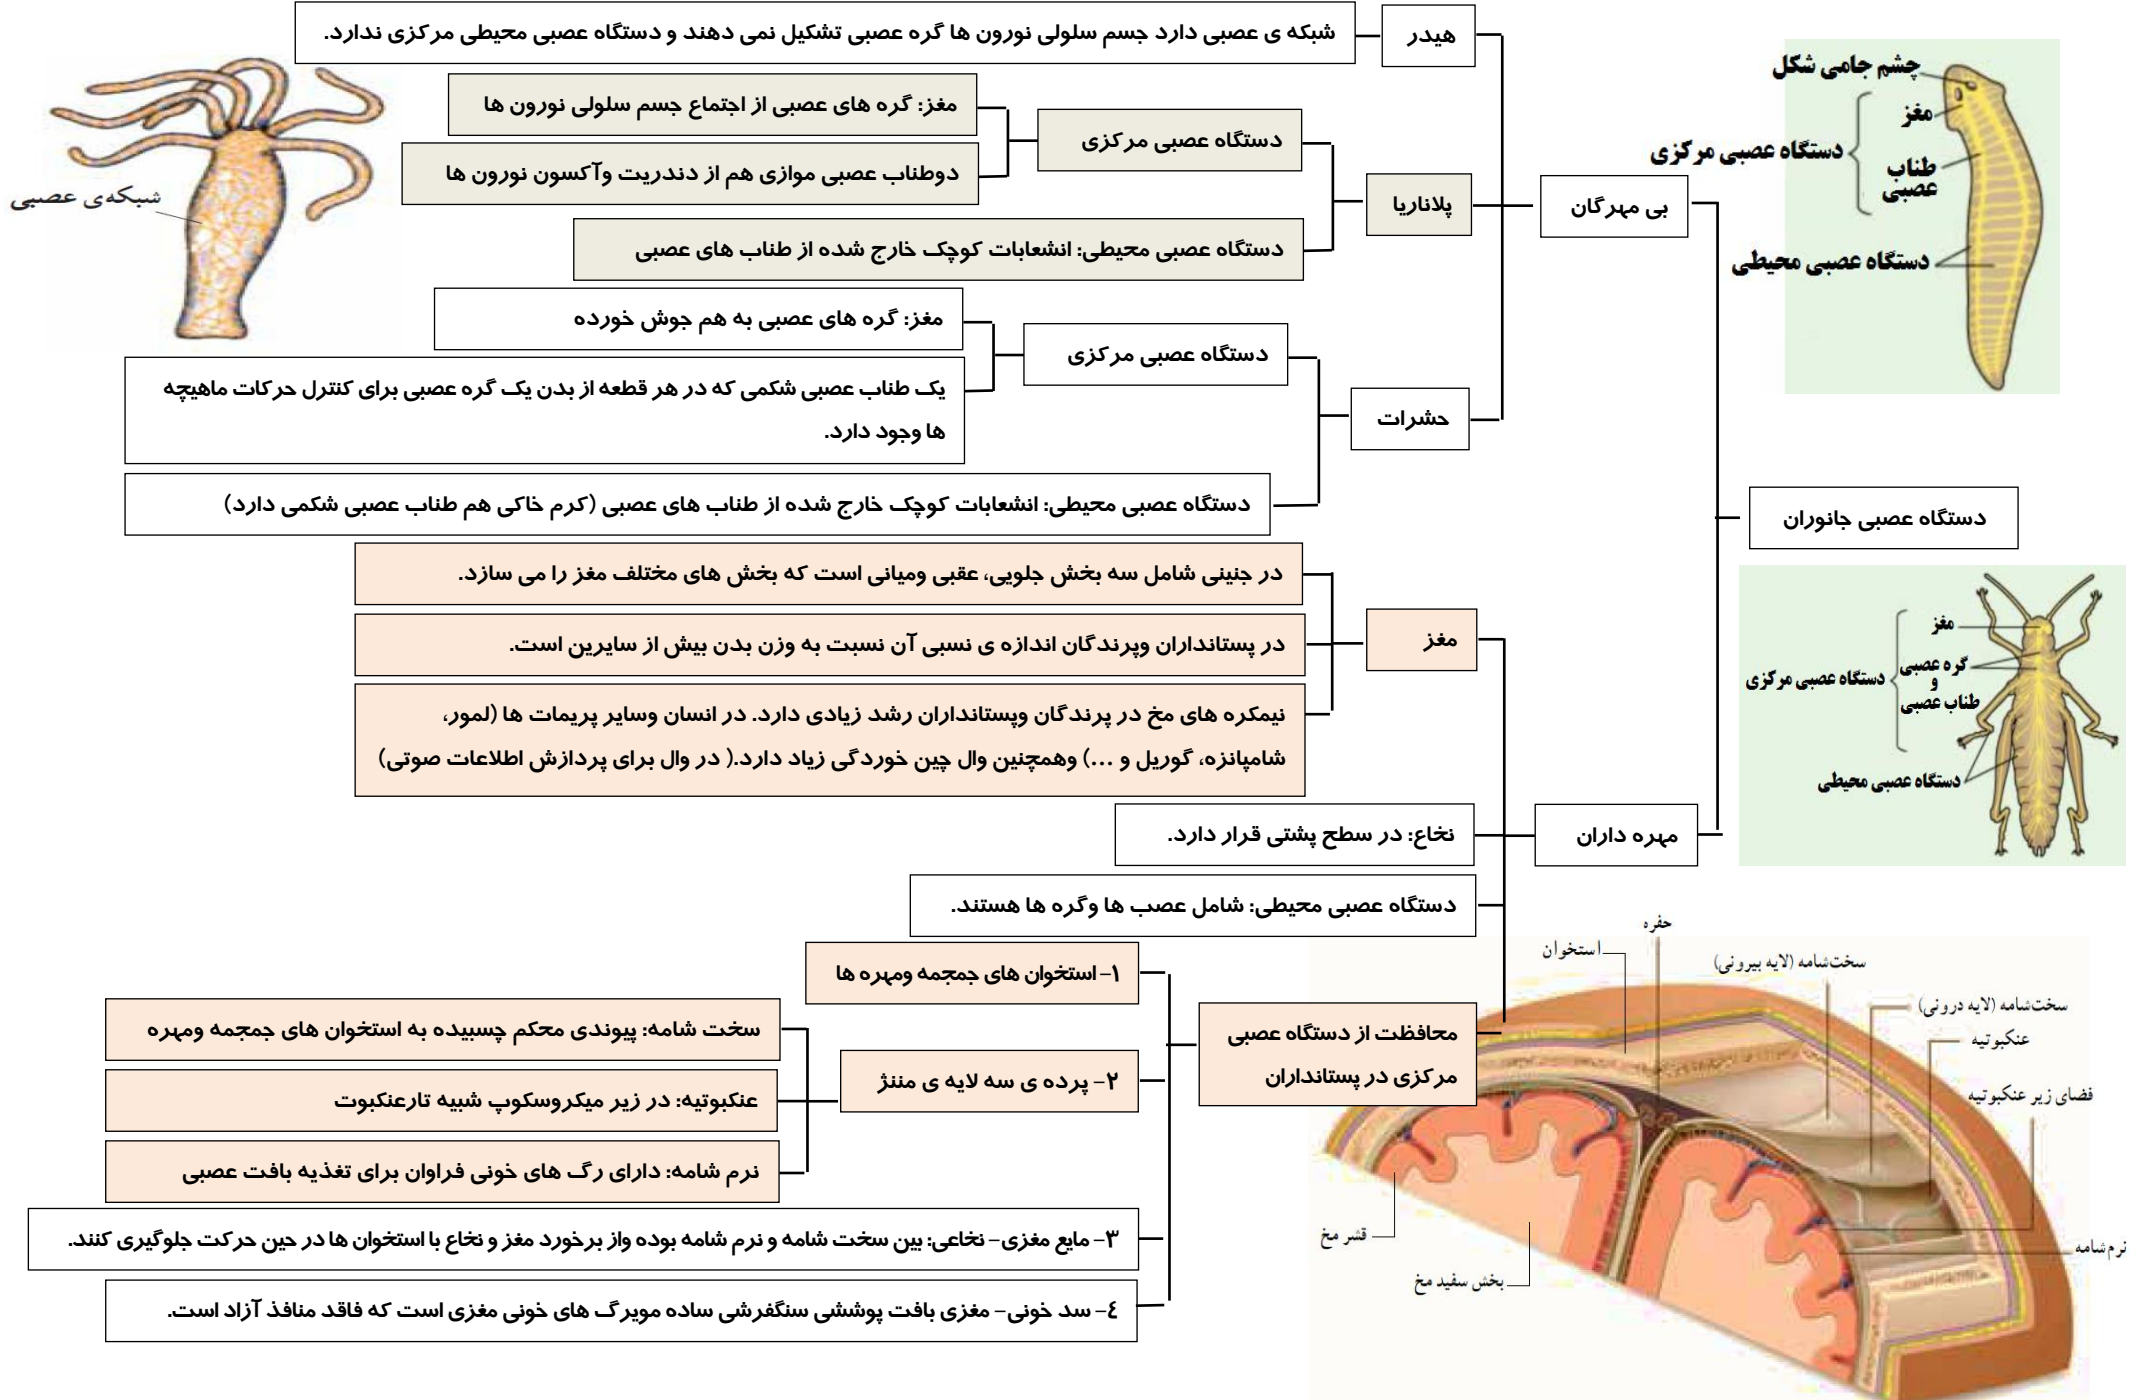 دستگاه عصبی جانوران
بی مهرگان
هیدر
شبکه ی عصبی دارد جسم سلولی نورون ها گره عصبی تشکیل نمی دهند و دستگاه عصبی محیطی مرکزی ندارد.
پلاناریا
دستگاه عصبی مرکزی
مغز: گره های عصبی از اجتماع جسم سلولی نورون ها
دوطناب عصبی موازی هم از دندریت وآکسون نورون ها
دستگاه عصبی محیطی: انشعابات کوچک خارج شده از طناب های عصبی
حشرات
دستگاه عصبی مرکزی
مغز: گره های عصبی به هم جوش خورده
یک طناب عصبی شکمی که در هر قطعه از بدن یک گره عصبی برای کنترل حرکات ماهیچه
ها وجود دارد.
دستگاه عصبی محیطی: انشعابات کوچک خارج شده از طناب های عصبی (کرم خاکی هم طناب عصبی شکمی دارد)
مهره داران
مغز
در جنینی شامل سه بخش جلویی، عقبی ومیانی است که بخش های مختلف مغز را می سازد.
در پستانداران وپرندگان اندازه ی نسبی آن نسبت به وزن بدن بیش از سایرین است.
نیمکره های مخ در پرندگان وپستانداران رشد زیادی دارد. در انسان وسایر پریمات ها (لمور،
شامپانزه، گوریل و ...) وهمچنین وال چین خوردگی زیاد دارد.( در وال برای پردازش اطلاعات صوتی)
نخاع: در سطح پشتی قرار دارد.
دستگاه عصبی محیطی: شامل عصب ها وگره ها هستند.
محافظت از دستگاه عصبی
مرکزی در پستانداران
۱- استخوان های جمجمه ومهره ها
۲- پرده ی سه لایه ی مننژ
سخت شامه: پیوندی محکم چسبیده به استخوان های جمجمه ومهره
عنکبوتیه: در زیر میکروسکوپ شبیه تارعنکبوت
نرم شامه: دارای رگ های خونی فراوان برای تغذیه بافت عصبی
۳- مایع مغزی- نخاعی: بین سخت شامه و نرم شامه بوده واز برخورد مغز و نخاع با استخوان ها در حین حرکت جلوگیری کنند.
٤- سد خونی- مغزی بافت پوششی سنگفرشی ساده مویرگ های خونی مغزی است که فاقد منافذ آزاد است.
چشم جامی شکل
مغز
دستگاه عصبی مرکزی
طناب
عصبی
دستگاه عصبی محیطی
شبکه‌ی عصبی
مغز
گره عصبی
و
طناب عصبی
دستگاه عصبی مرکزی
دستگاه عصبی محیطی
حفره
استخوان
سخت‌شامه (لایه بیرونی)
سخت‌شامه (لایه درونی)
عنکبوتیه
فضای زیر عنکبوتیه
نرم‌شامه
قشر مخ
بخش سفید مخ